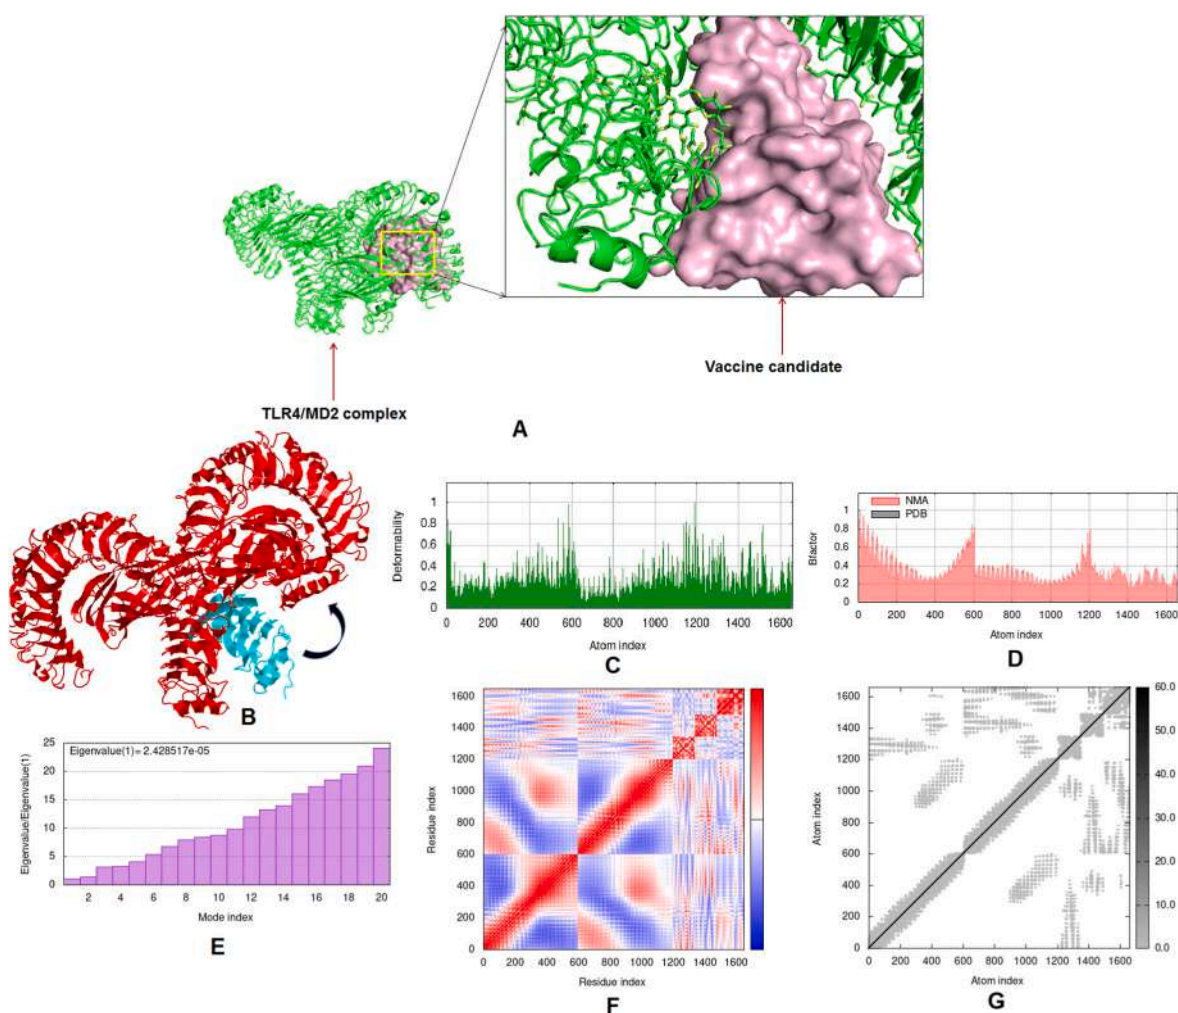 Vaccine candidate
TLR4/MD2 complex
A
B
Deformability
1
0.8
0.6
0.4
0.2
0
0 200 400 600 800 1000 1200 1400 1600
Atom index
C
NMA
PDB
Bfactor
1
0.8
0.6
0.4
0.2
0 200 400 600 800 1000 1200 1400 1600
Atom index
D
Eigenvalue(1)= 2.428517e-05
Eigenvalue/Eigenvalue(1)
25
20
15
10
5
0
2 4 6 8 10 12 14 16 18 20
Mode index
E
Residue index
1600
1400
1200
1000
800
600
400
200
0
0 200 400 600 800 1000 1200 1400 1600
Residue index
F
Atom index
1600
1400
1200
1000
800
600
400
200
0
0 200 400 600 800 1000 1200 1400 1600
Atom index
60.0
50.0
40.0
30.0
20.0
10.0
0.0
G